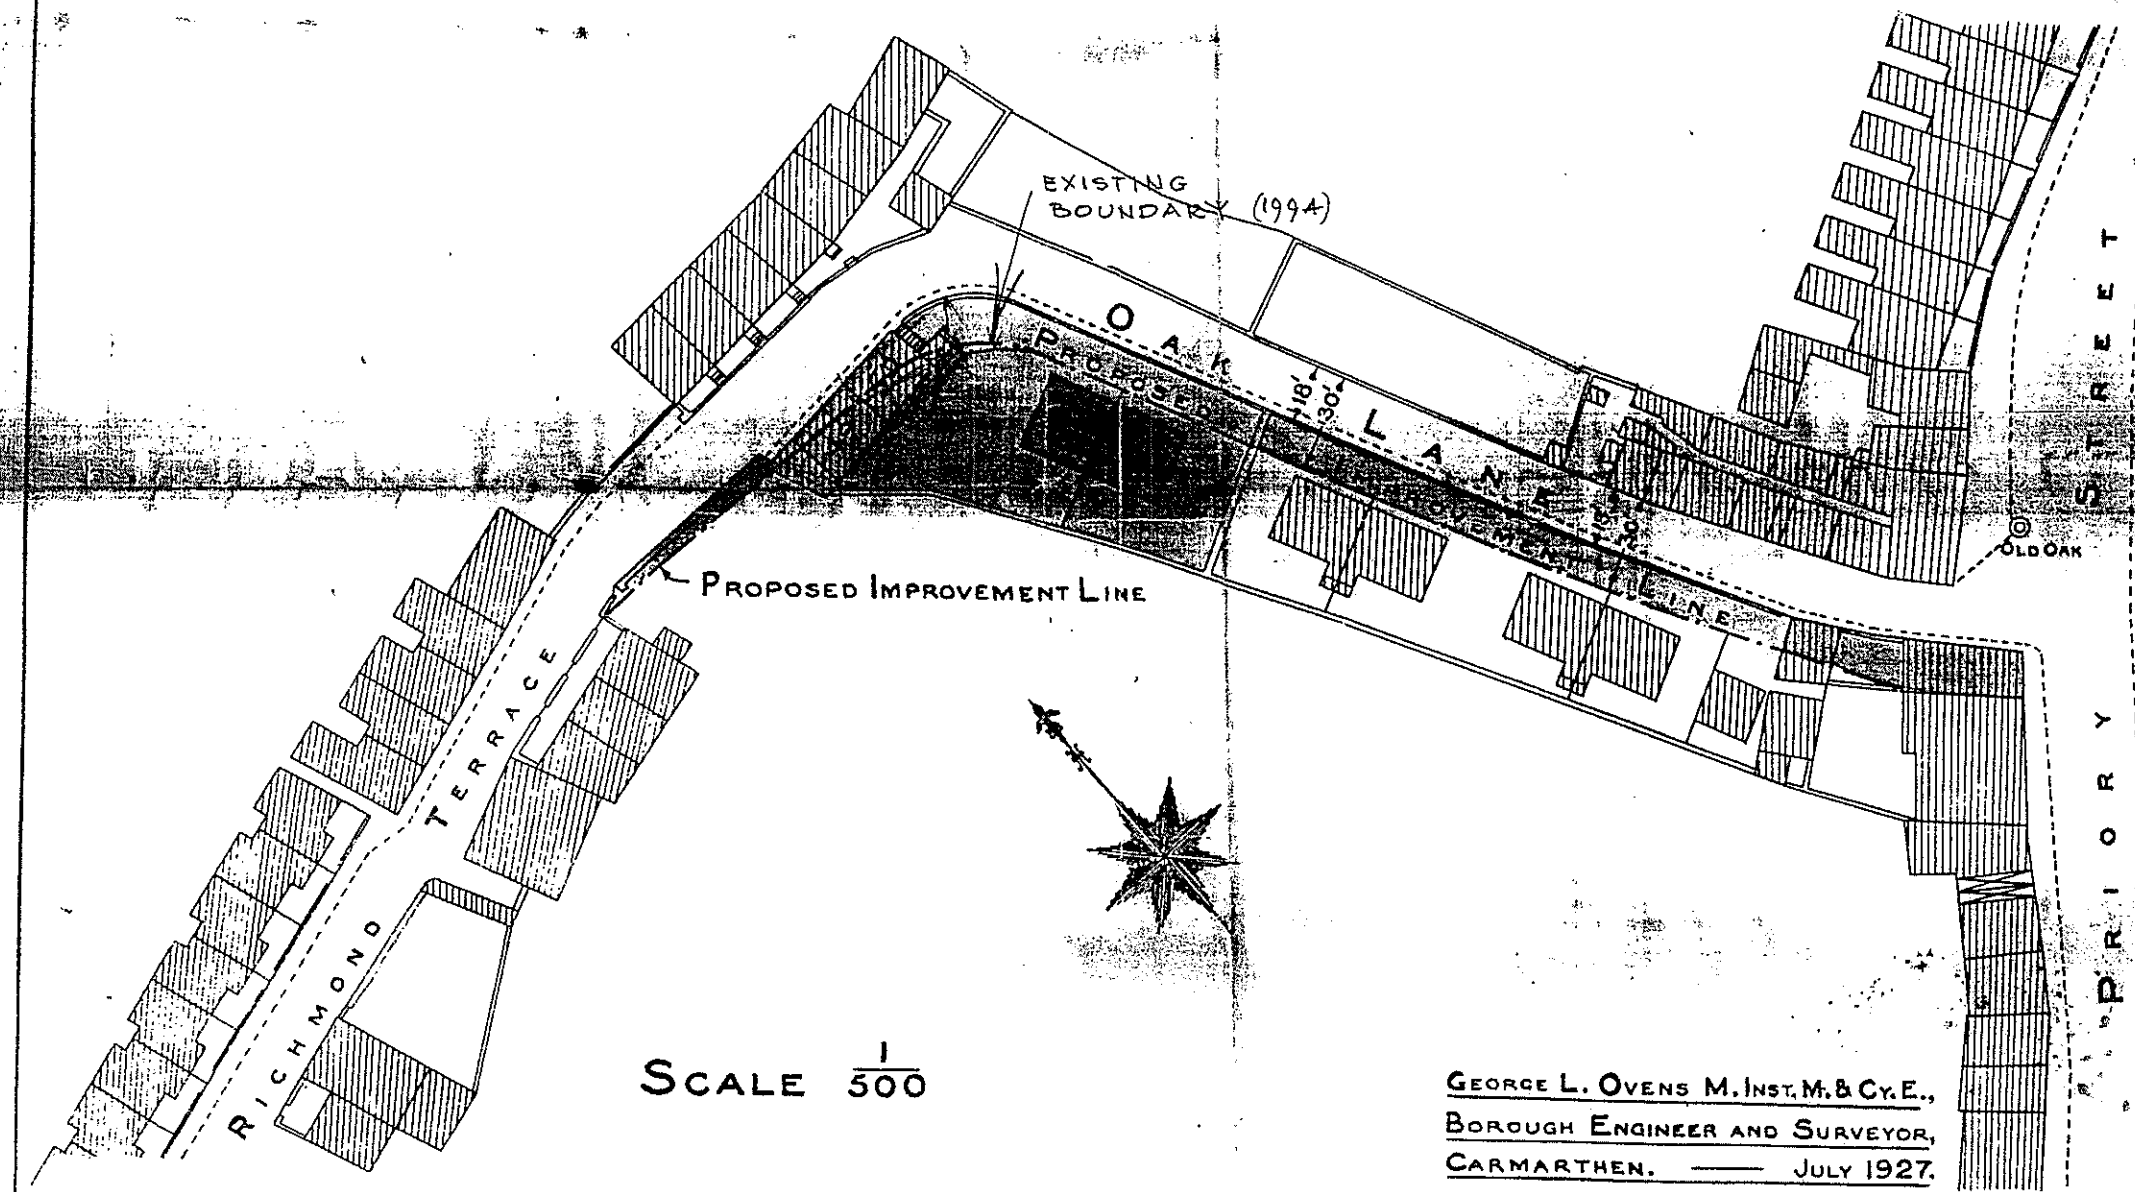 EXISTING
BOUNDARY (1994)
OAK LANE
PROPOSED IMPROVEMENT LINE
18'
30'
OLD OAK
PROPOSED IMPROVEMENT LINE
RICHMOND TERRACE
PRIORY STREET
SCALE 1/500
GEORGE L. OVENS M. INST. M. & CY. E.,
BOROUGH ENGINEER AND SURVEYOR,
CARMARTHEN. — JULY 1927.